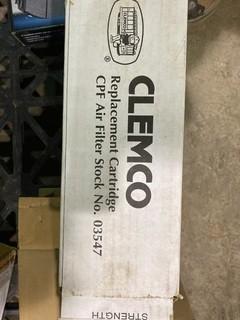 CLEMCO
®
Replacement Cartridge
CPF Air Filter Stock No. 03547
STRENGTH